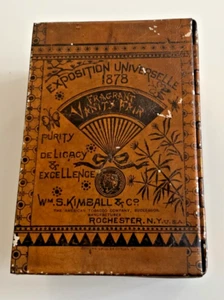 EXPOSITION UNIVERSELLE
1878
FRAGRANT
VANITY FAIR
PURITY
DELICACY
& EXCELLENCE
WM. S. KIMBALL & CO.
ROCHESTER, N.Y.